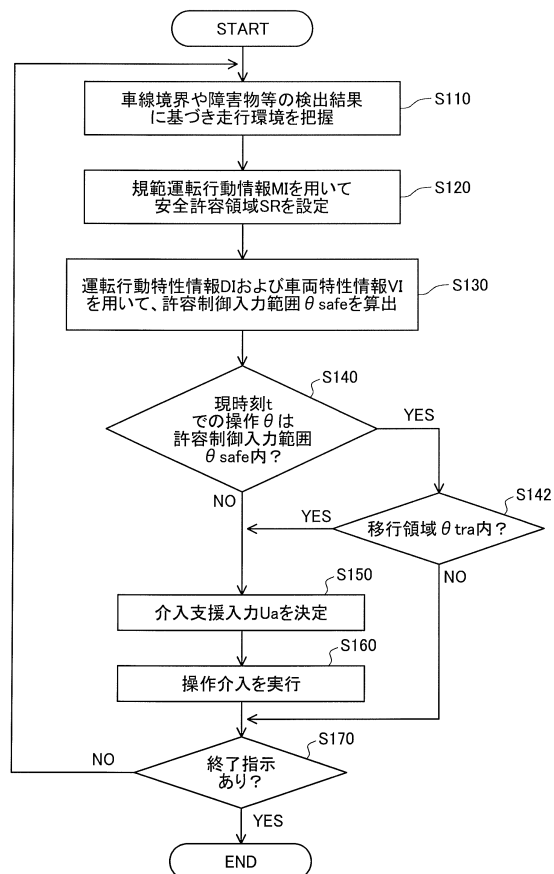 START
車線境界や障害物等の検出結果
に基づき走行環境を把握
S110
規範運転行動情報MIを用いて
安全許容領域SRを設定
S120
運転行動特性情報DIおよび車両特性情報VI
を用いて、許容制御入力範囲θsafeを算出
S130
S140
現時刻t
での操作θは
許容制御入力範囲
θsafe内？
YES
NO
S142
移行領域θtra内？
YES
NO
S150
介入支援入力Uaを決定
S160
操作介入を実行
S170
終了指示
あり？
NO
YES
END